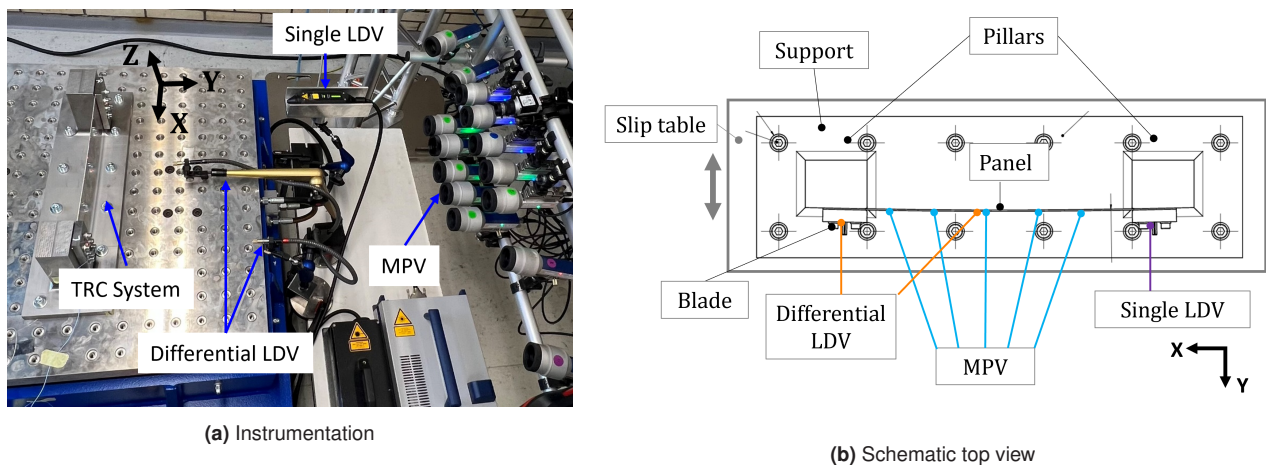 Single LDV
Z
Y
X
MPV
TRC System
Differential LDV
(a) Instrumentation
Support
Pillars
Slip table
Panel
Blade
Differential
LDV
Single LDV
MPV
X
Y
(b) Schematic top view